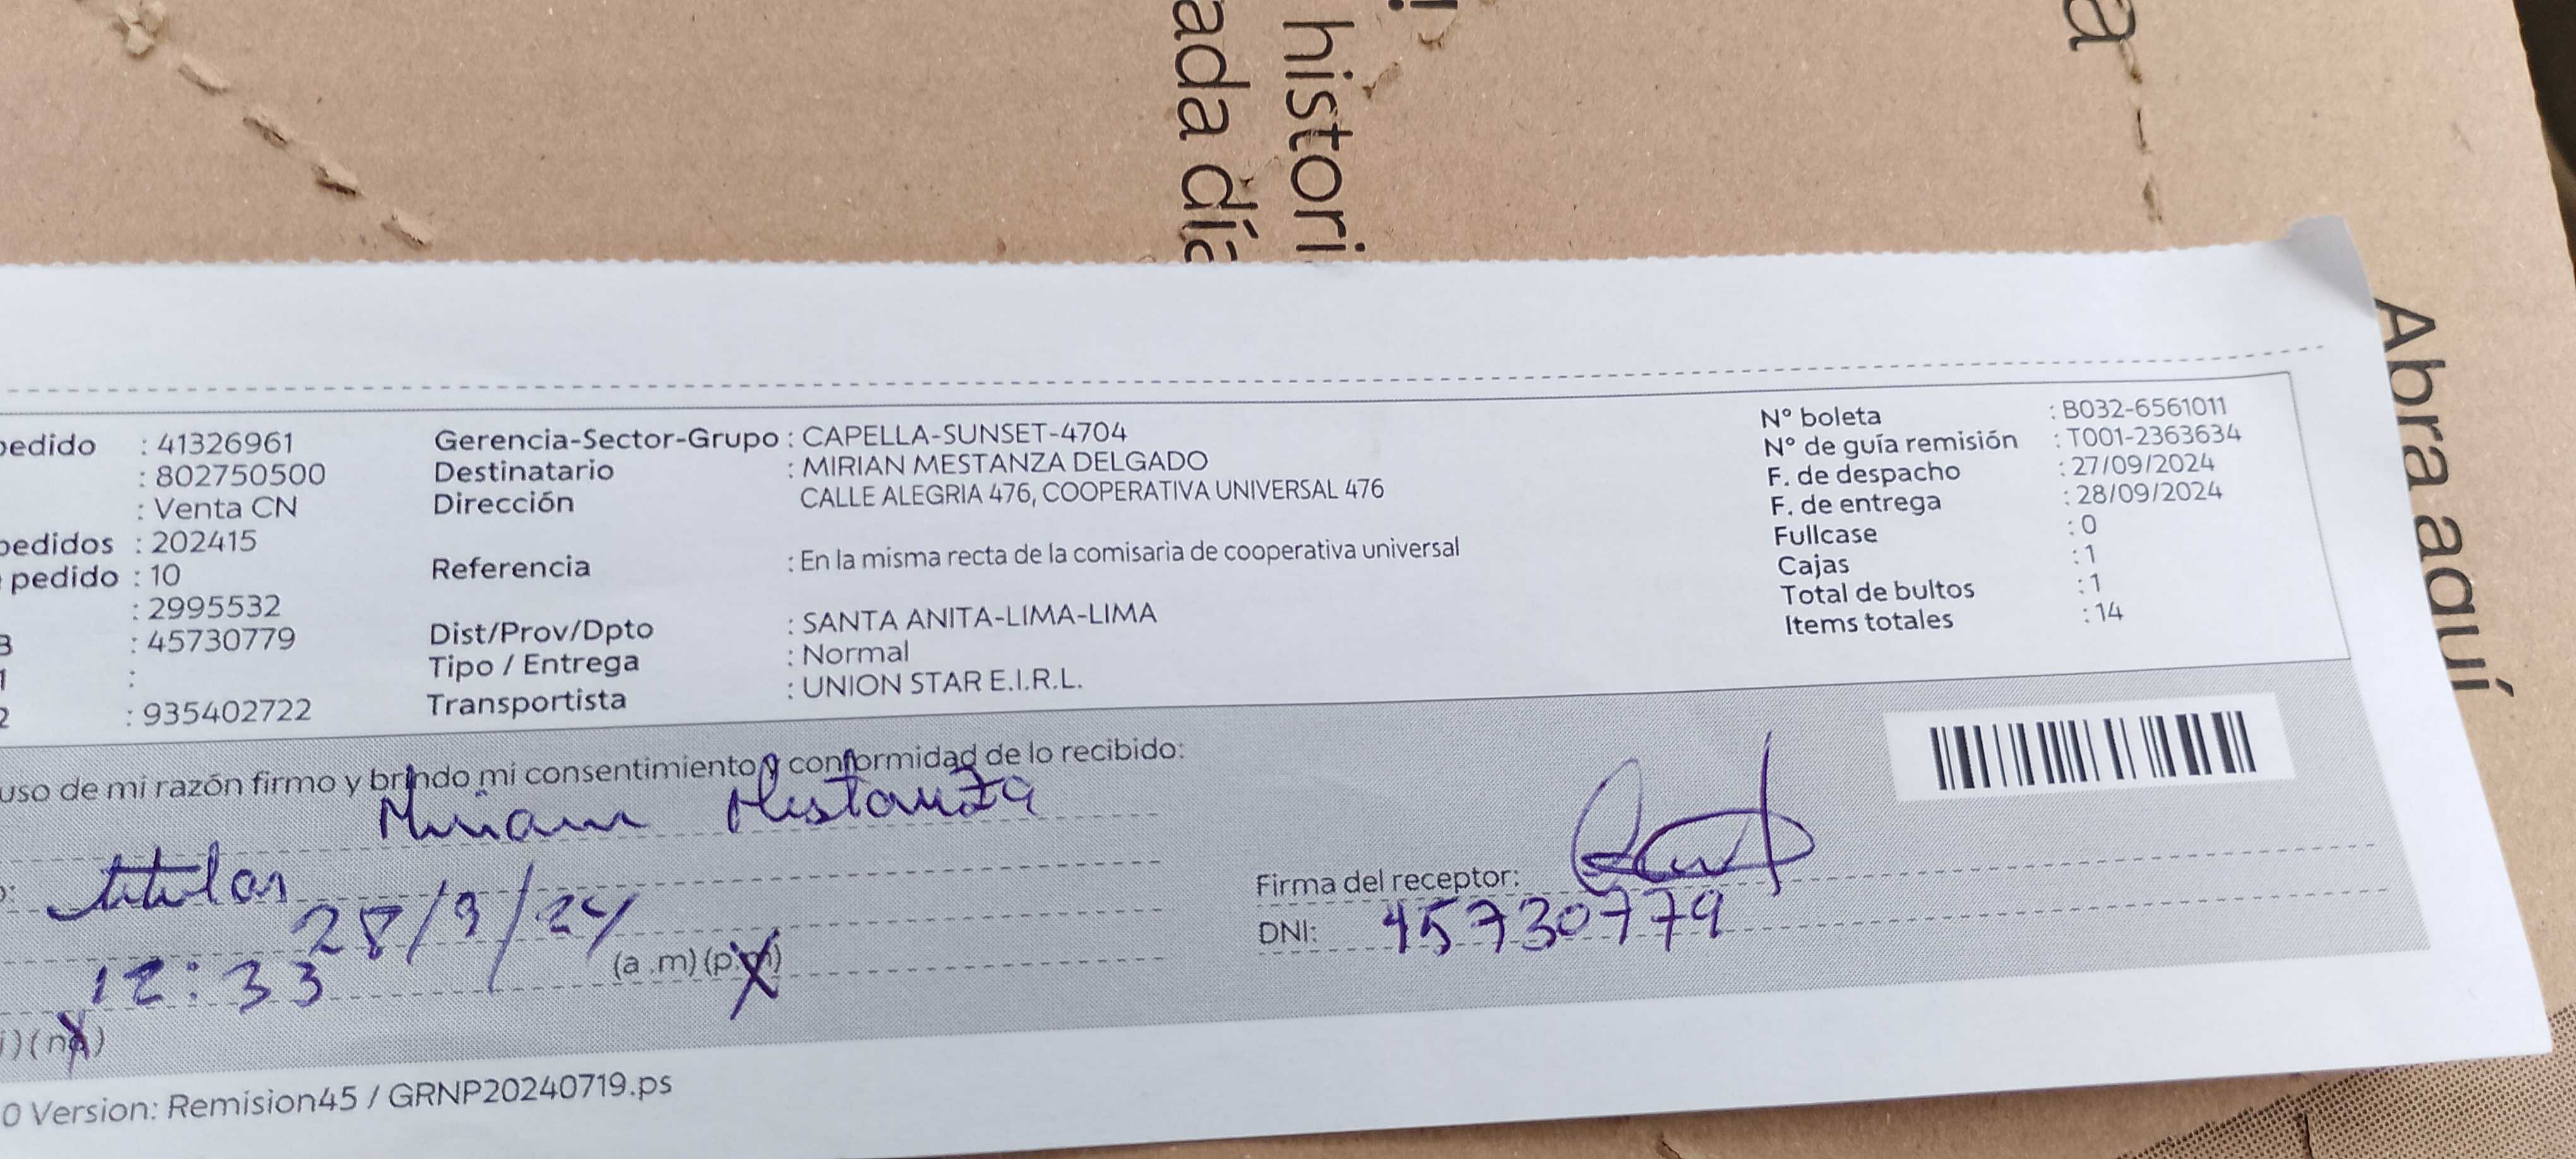 ada día
histori
a
Abra aquí
pedido : 41326961
: 802750500
: Venta CN
pedidos : 202415
pedido : 10
: 2995532
: 45730779
:
2 : 935402722
Gerencia-Sector-Grupo : CAPELLA-SUNSET-4704
Destinatario : MIRIAN MESTANZA DELGADO
Dirección CALLE ALEGRIA 476, COOPERATIVA UNIVERSAL 476
Referencia : En la misma recta de la comisaria de cooperativa universal
Dist/Prov/Dpto : SANTA ANITA-LIMA-LIMA
Tipo / Entrega : Normal
Transportista : UNION STAR E.I.R.L.
N° boleta : B032-6561011
N° de guía remisión : T001-2363634
F. de despacho : 27/09/2024
F. de entrega : 28/09/2024
Fullcase : 0
Cajas : 1
Total de bultos : 1
Items totales : 14
uso de mi razón firmo y brindo mi consentimiento y conformidad de lo recibido:
Miriam Mestanza
titular
28/9/24
12:33 (a.m) (p.m)
) (no)
Firma del receptor:
DNI: 45730779
0 Version: Remision45 / GRNP20240719.ps